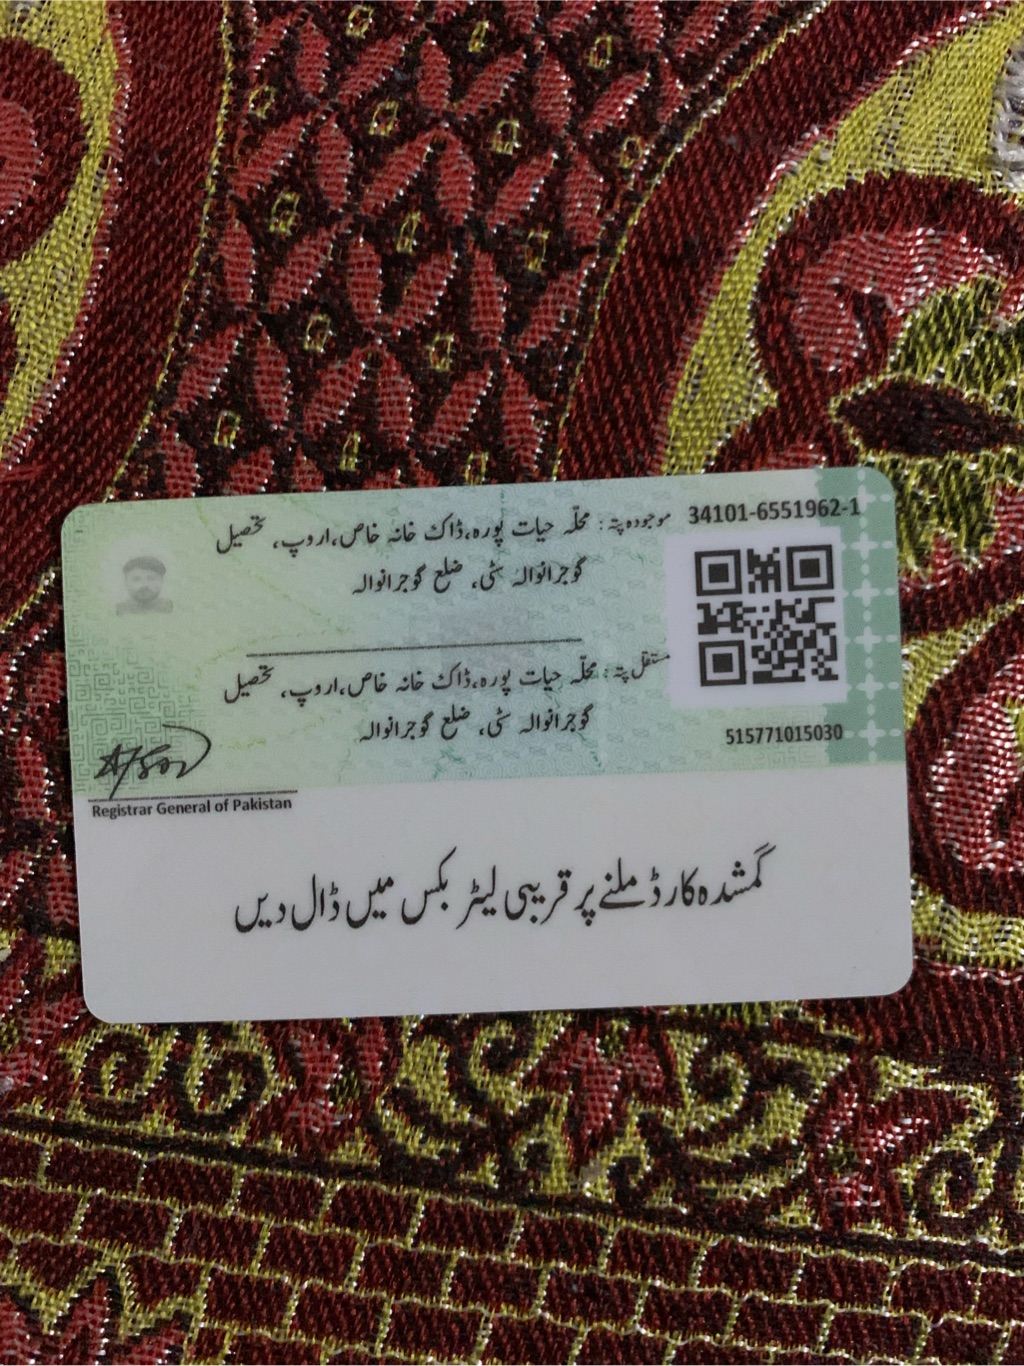 34101-6551962-1
موجودہ پتہ: محلّہ حیات پورہ، ڈاک خانہ خاص، اروپ، تحصیل
گوجرانوالہ سٹی، ضلع گوجرانوالہ
مستقل پتہ: محلّہ حیات پورہ، ڈاک خانہ خاص، اروپ، تحصیل
گوجرانوالہ سٹی، ضلع گوجرانوالہ
515771015030
Registrar General of Pakistan
گمشدہ کارڈ ملنے پر قریبی لیٹر بکس میں ڈال دیں